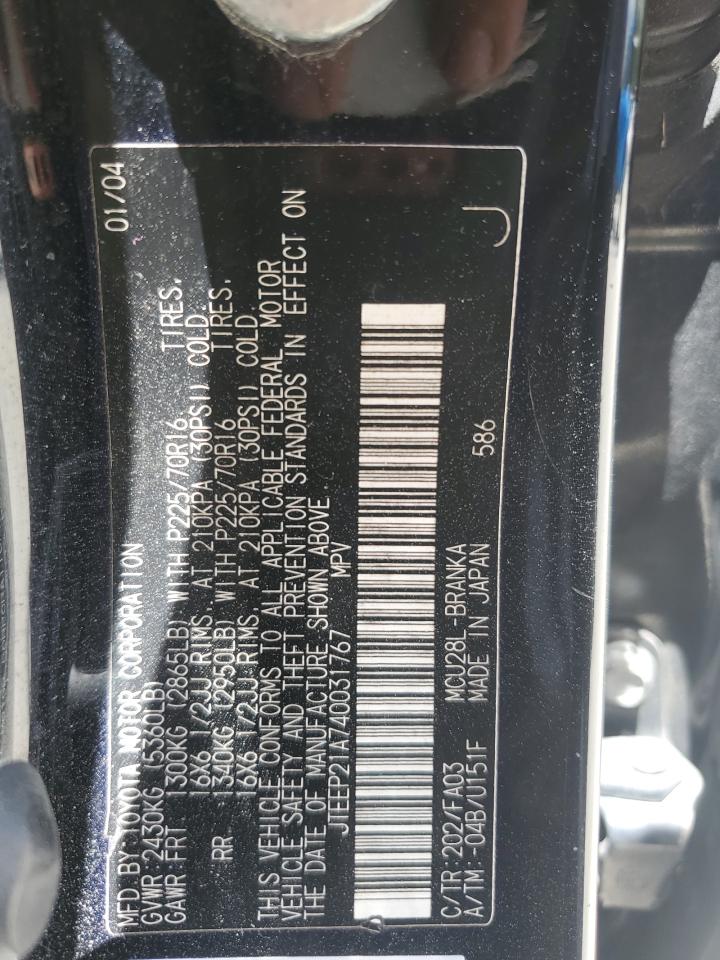 MFD BY: TOYOTA MOTOR CORPORATION 01/04
GVWR: 2430KG (5360LB)
GAWR FRT 1300KG (2865LB) WITH P225/70R16 TIRES,
16X6 1/2JJ RIMS, AT 210KPA (30PSI) COLD
RR 1340KG (2950LB) WITH P225/70R16 TIRES,
16X6 1/2JJ RIMS, AT 210KPA (30PSI) COLD
THIS VEHICLE CONFORMS TO ALL APPLICABLE FEDERAL MOTOR
VEHICLE SAFETY AND THEFT PREVENTION STANDARDS IN EFFECT ON
THE DATE OF MANUFACTURE SHOWN ABOVE.
JTEEP21A740031767 MPV
C/TR: 202/FA03 MCU28L-BRANKA 586
A/TM: -04B/U151F MADE IN JAPAN
J